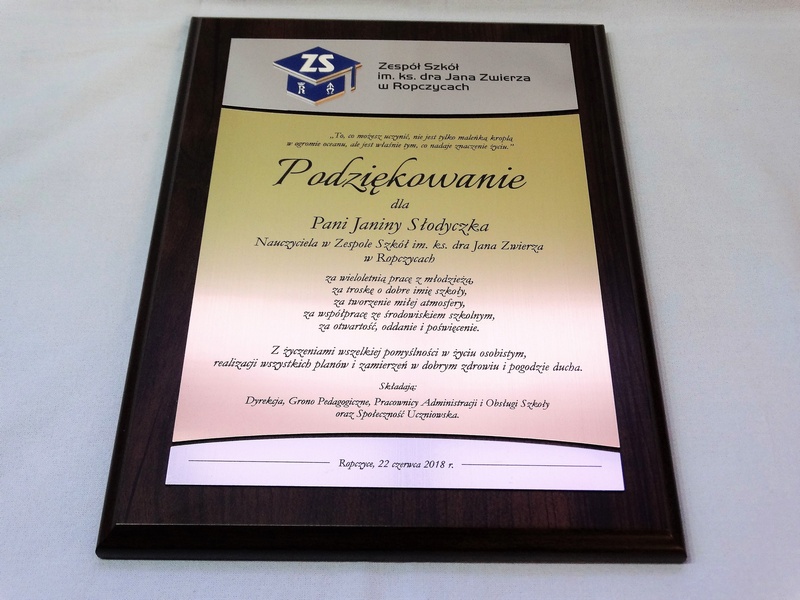 ZS
Zespół Szkół
im. ks. dra Jana Zwierza
w Ropczycach
„To, co możesz uczynić, nie jest tylko maleńką kroplą
w ogromie oceanu, ale jest właśnie tym, co nadaje znaczenie życiu.”
Podziękowanie
dla
Pani Janiny Słodyczka
Nauczyciela w Zespole Szkół im. ks. dra Jana Zwierza
w Ropczycach
za wieloletnią pracę z młodzieżą,
za troskę o dobre imię szkoły,
za tworzenie miłej atmosfery,
za współpracę ze środowiskiem szkolnym,
za otwartość, oddanie i poświęcenie.
Z życzeniami wszelkiej pomyślności w życiu osobistym,
realizacji wszystkich planów i zamierzeń w dobrym zdrowiu i pogodzie ducha.
Składają:
Dyrekcja, Grono Pedagogiczne, Pracownicy Administracji i Obsługi Szkoły
oraz Społeczność Uczniowska.
Ropczyce, 22 czerwca 2018 r.